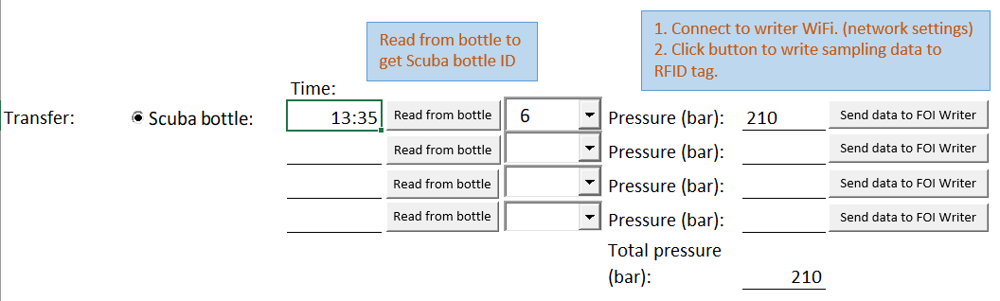 Read from bottle to
get Scuba bottle ID
1. Connect to writer WiFi. (network settings)
2. Click button to write sampling data to
RFID tag.
Time:
Transfer: Scuba bottle: 13:35 Read from bottle 6 Pressure (bar): 210 Send data to FOI Writer
Read from bottle Pressure (bar): Send data to FOI Writer
Read from bottle Pressure (bar): Send data to FOI Writer
Read from bottle Pressure (bar): Send data to FOI Writer
Total pressure
(bar): 210